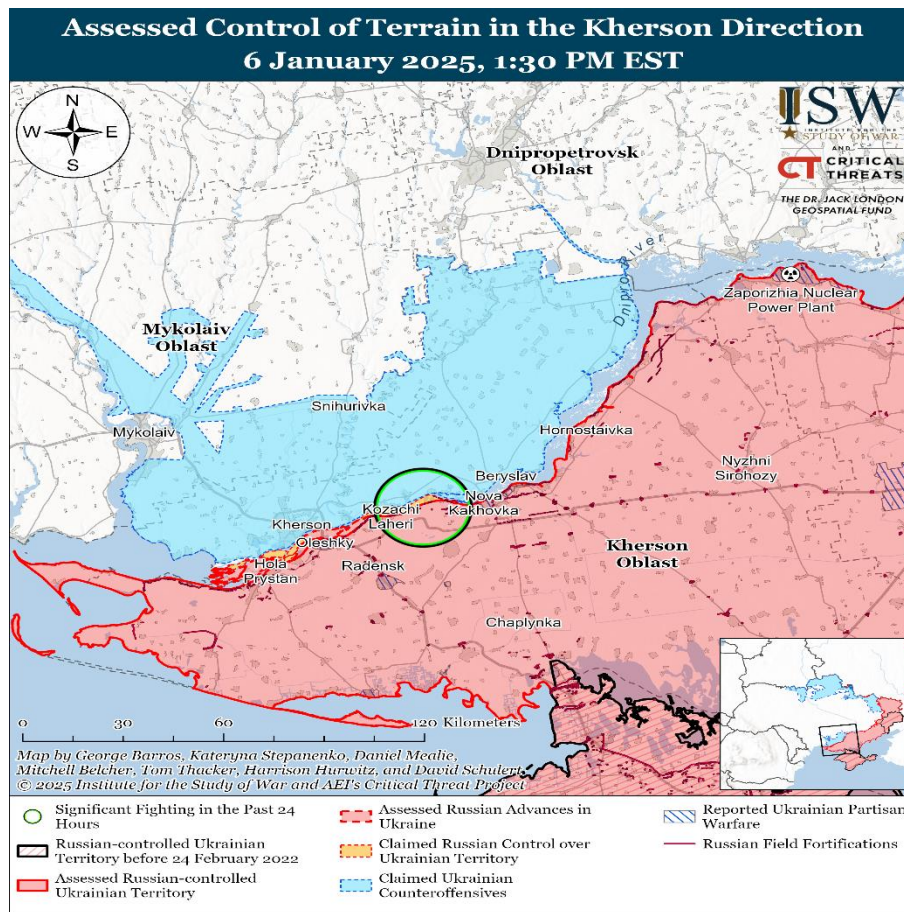 Assessed Control of Terrain in the Kherson Direction
6 January 2025, 1:30 PM EST
N
W
E
S
ISW
INSTITUTE FOR THE
STUDY OF WAR
AND
CT CRITICAL
THREATS
THE DR. JACK LONDON
GEOSPATIAL FUND
Dnipropetrovsk
Oblast
Dnipro River
Zaporizhia Nuclear
Power Plant
Mykolaiv
Oblast
Snihurivka
Mykolaiv
Hornostaivka
Beryslav
Nyzhni
Sirohozy
Nova
Kakhovka
Kozachi
Laheri
Kherson
Oleshky
Hola
Prystan
Radensk
Kherson
Oblast
Chaplynka
0
30
60
120 Kilometers
Map by George Barros, Kateryna Stepanenko, Daniel Mealie,
Mitchell Belcher, Tom Thacker, Harrison Hurwitz, and David Schulert
© 2025 Institute for the Study of War and AEI's Critical Threat Project
Significant Fighting in the Past 24
Hours
Russian-controlled Ukrainian
Territory before 24 February 2022
Assessed Russian-controlled
Ukrainian Territory
Assessed Russian Advances in
Ukraine
Claimed Russian Control over
Ukrainian Territory
Claimed Ukrainian
Counteroffensives
Reported Ukrainian Partisan
Warfare
Russian Field Fortifications